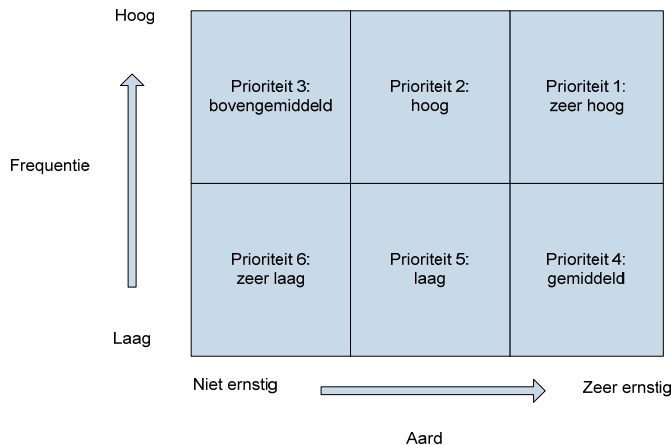 Hoog
Prioriteit 3:
bovengemiddeld
Prioriteit 2:
hoog
Prioriteit 1:
zeer hoog
Frequentie
Prioriteit 6:
zeer laag
Prioriteit 5:
laag
Prioriteit 4:
gemiddeld
Laag
Niet ernstig
Zeer ernstig
Aard